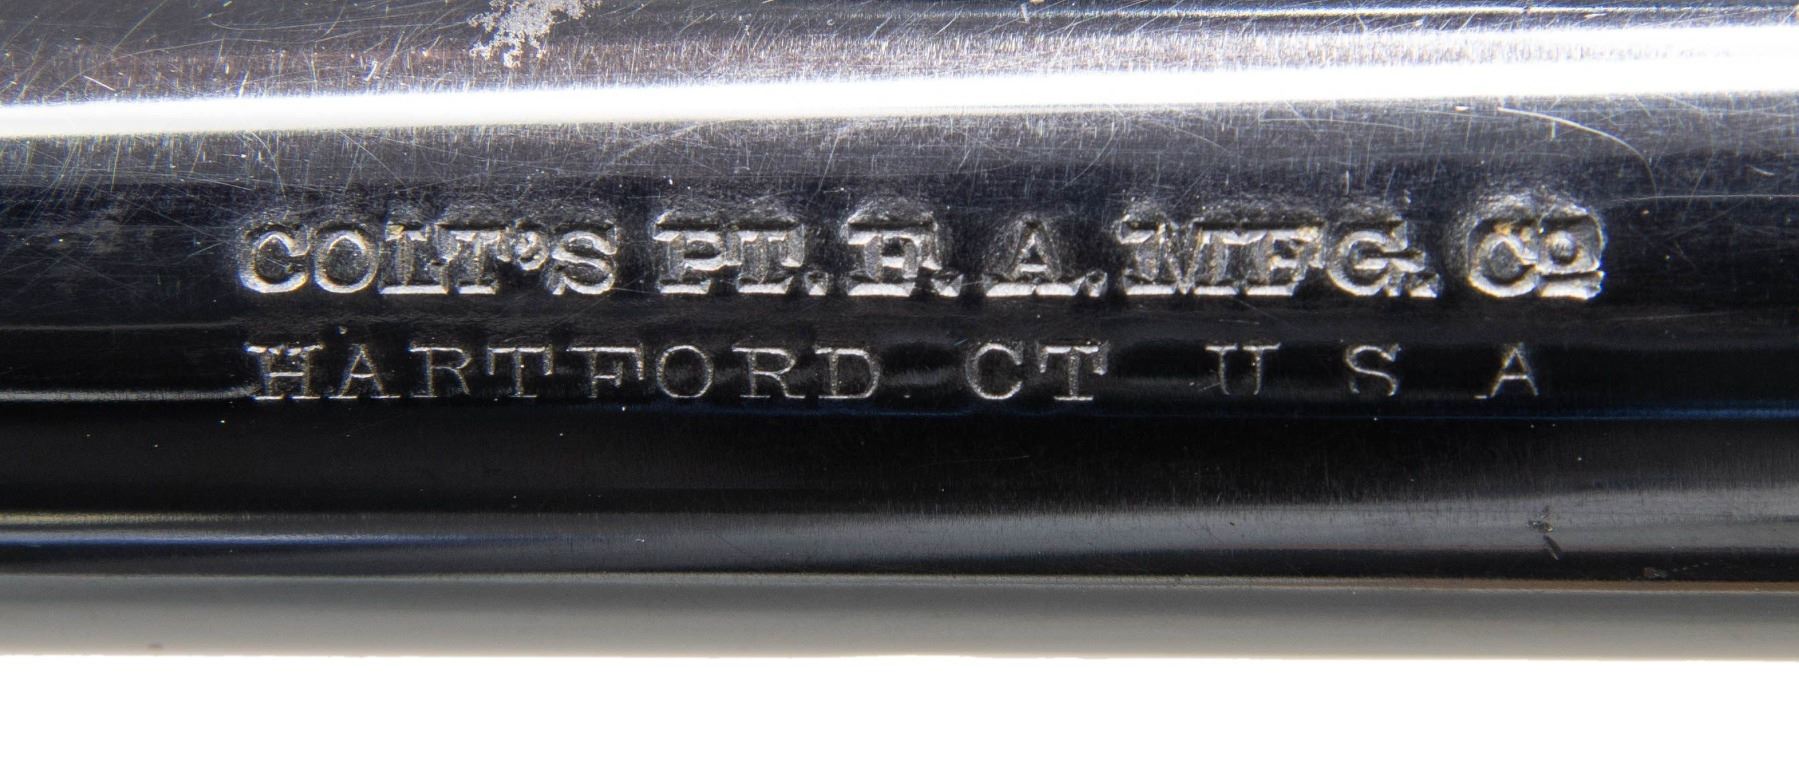 COLT'S PT. F. A. MFG. Co
HARTFORD CT U S A